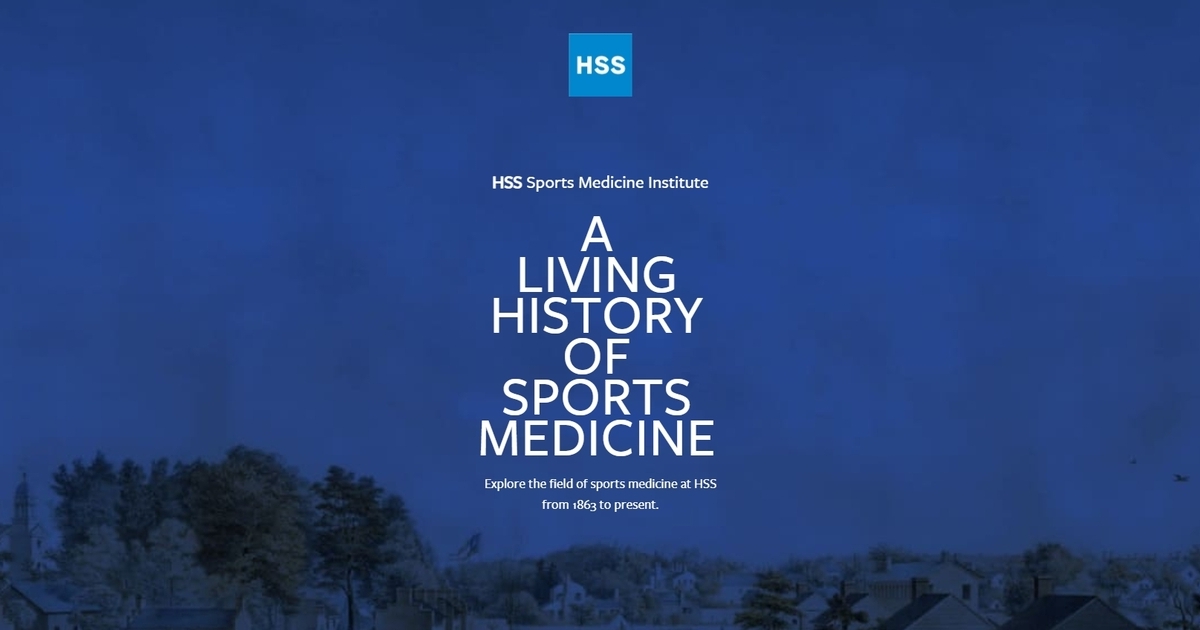 HSS
HSS Sports Medicine Institute
A
LIVING
HISTORY
OF
SPORTS
MEDICINE
Explore the field of sports medicine at HSS
from 1863 to present.